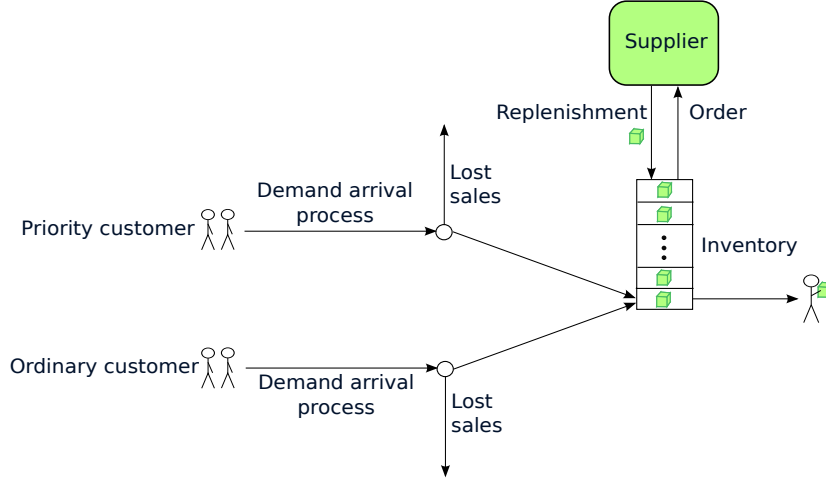 Supplier
Replenishment
Order
Lost
sales
Demand arrival
process
Priority customer
Inventory
Ordinary customer
Demand arrival
process
Lost
sales